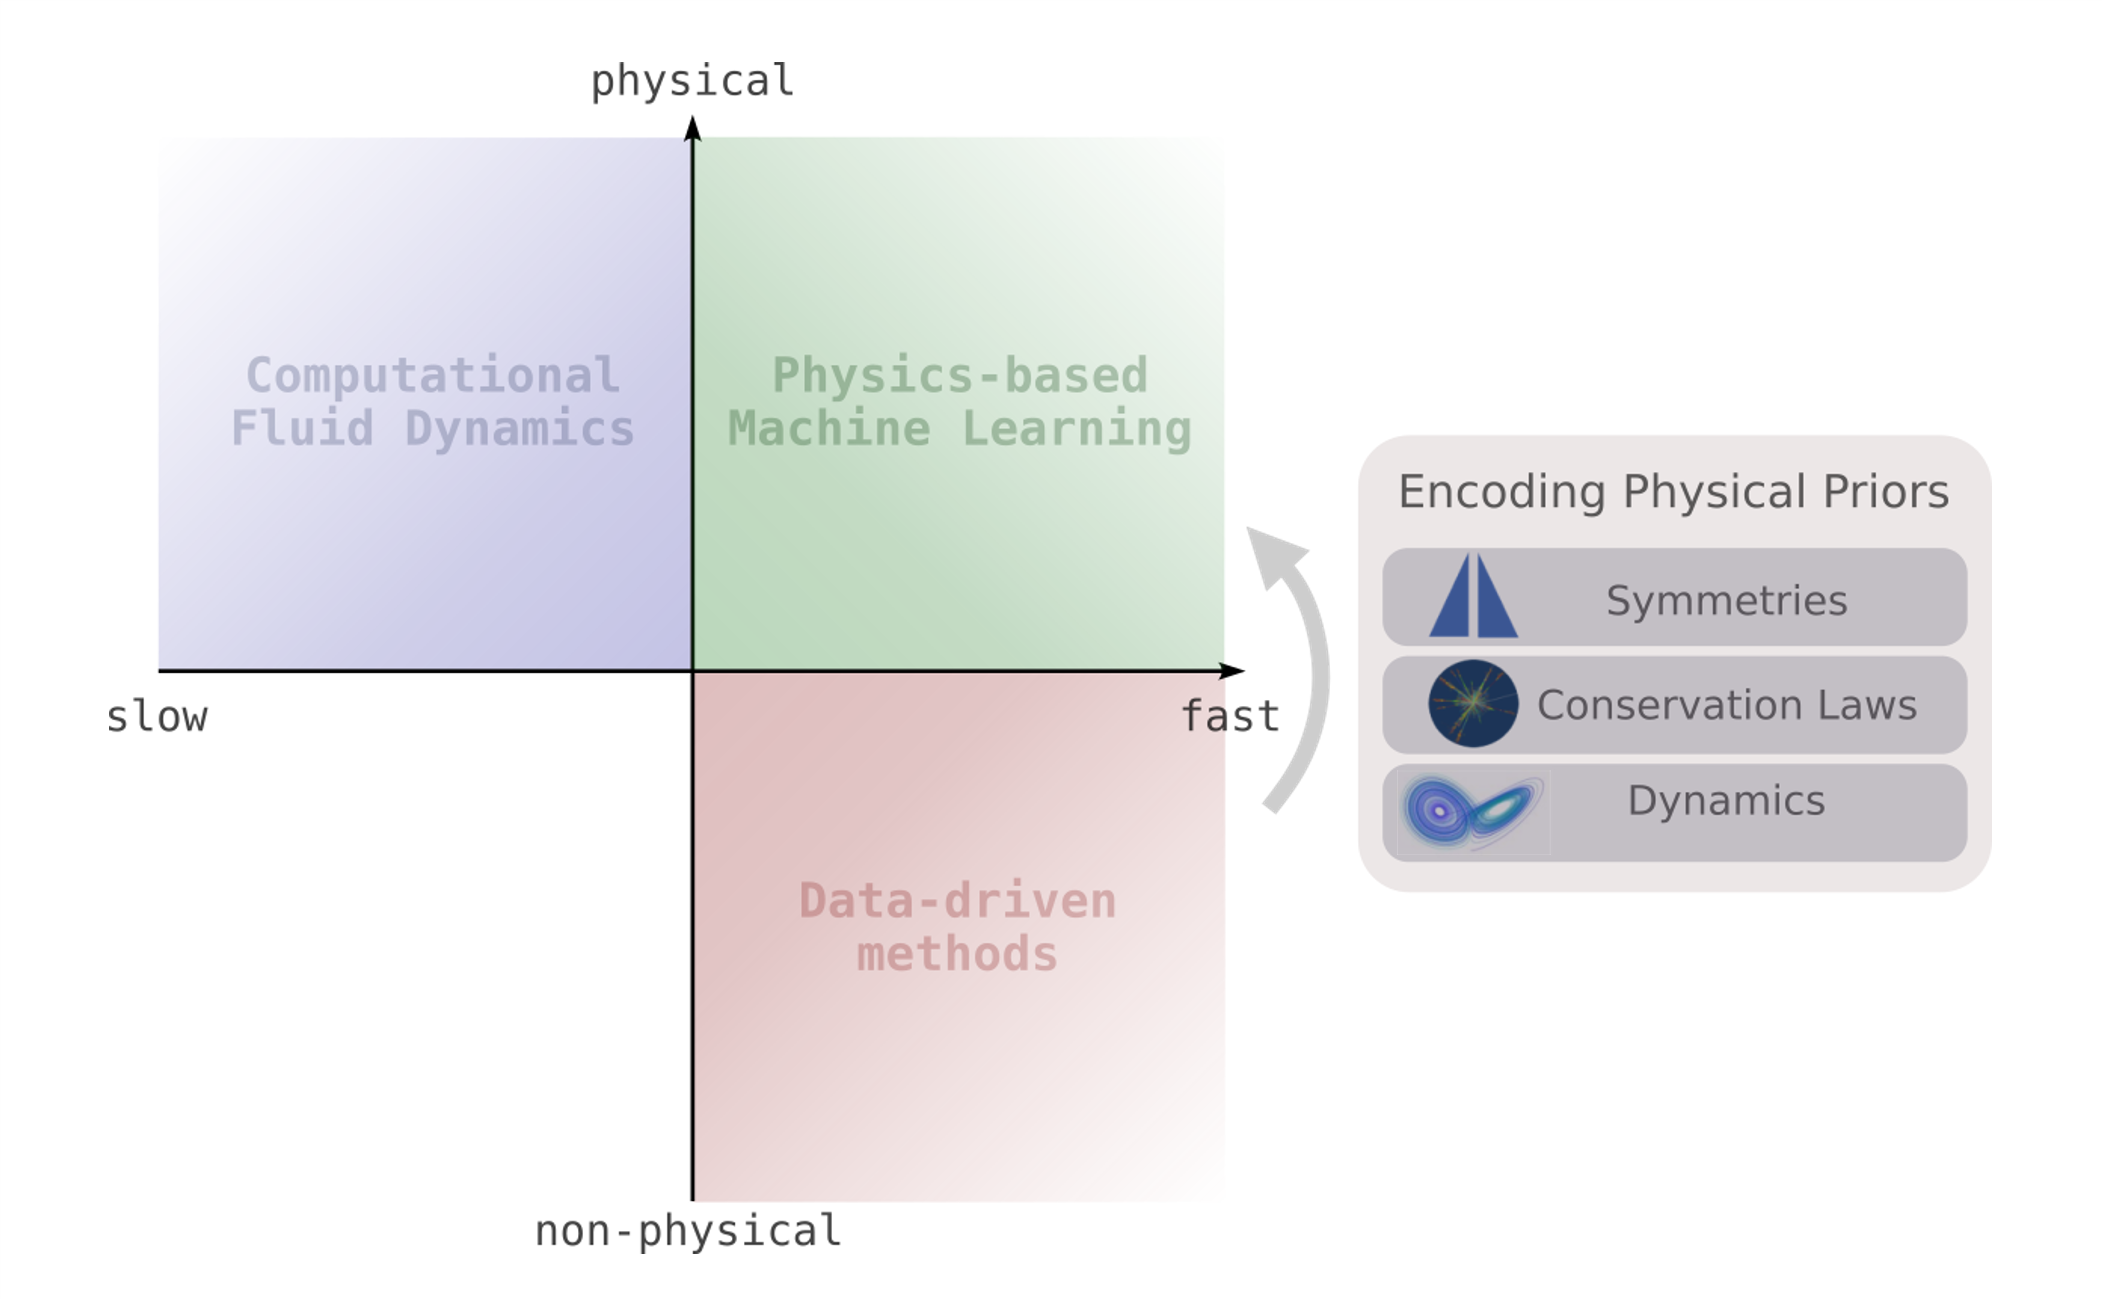 physical
Computational
Fluid Dynamics
Physics-based
Machine Learning
slow
fast
Data-driven
methods
non-physical
Encoding Physical Priors
Symmetries
Conservation Laws
Dynamics